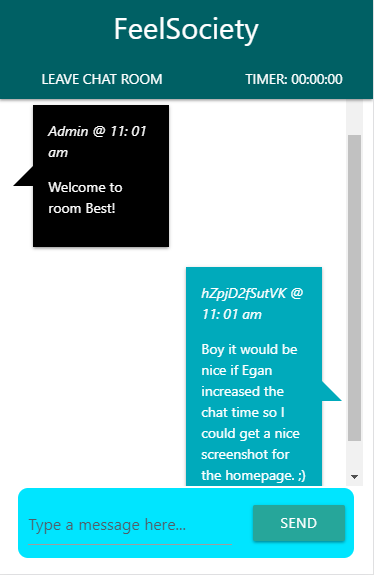 FeelSociety
LEAVE CHAT ROOM TIMER: 00:00:00
Admin @ 11: 01
am
Welcome to
room Best!
hZpjD2fSutVK @
11: 01 am
Boy it would be
nice if Egan
increased the
chat time so I
could get a nice
screenshot for
the homepage. ;)
Type a message here...
SEND